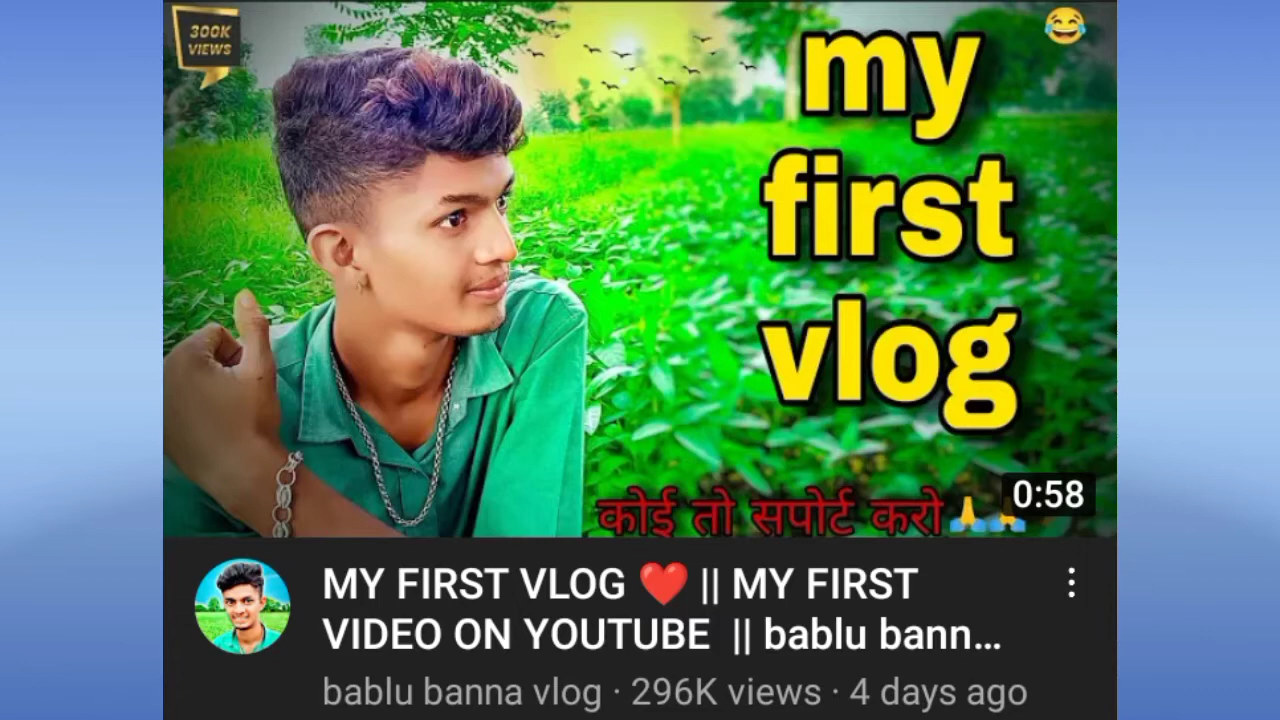 300K
VIEWS
my
first
vlog
कोई तो सपोर्ट करो🙏🙏
0:58
MY FIRST VLOG ❤️ || MY FIRST
VIDEO ON YOUTUBE || bablu bann...
bablu banna vlog · 296K views · 4 days ago